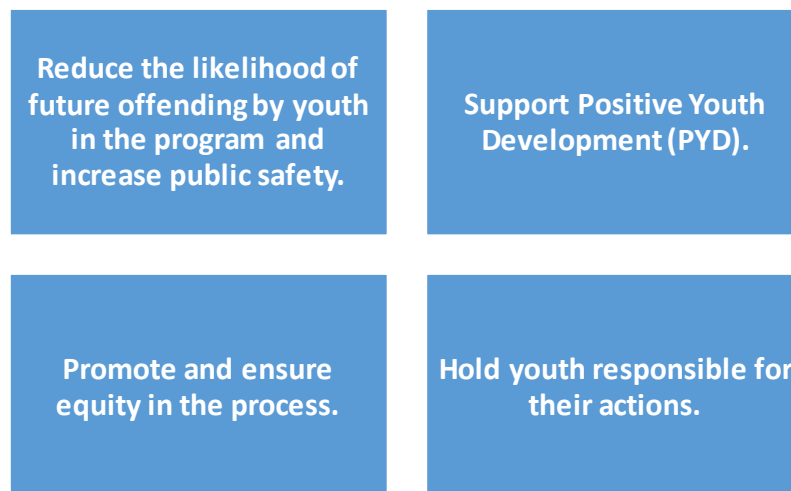 Reduce the likelihood of
future offending by youth
in the program and
increase public safety.
Support Positive Youth
Development (PYD).
Promote and ensure
equity in the process.
Hold youth responsible for
their actions.